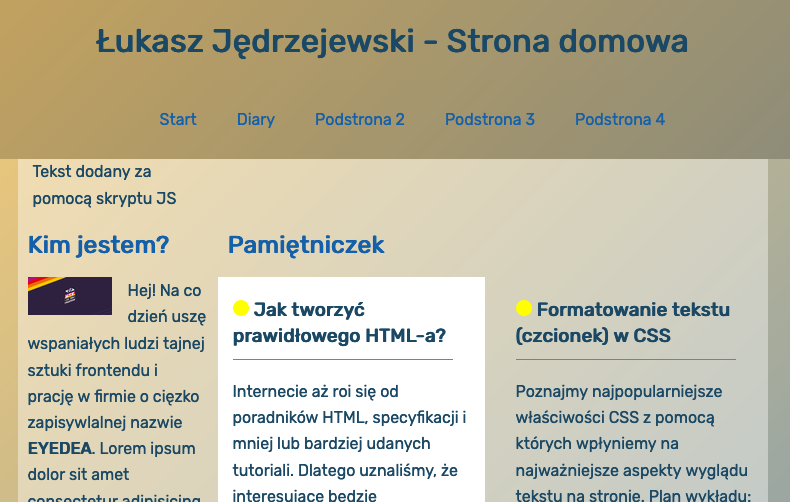 Łukasz Jędrzejewski - Strona domowa
Start Diary Podstrona 2 Podstrona 3 Podstrona 4
Tekst dodany za
pomocą skryptu JS
Kim jestem?
Hej! Na co
dzień uszę
wspaniałych ludzi tajnej
sztuki frontendu i
prację w firmie o ciężko
zapisywlalnej nazwie
EYEDEA. Lorem ipsum
dolor sit amet
consectetur adipisicing
Pamiętniczek
Jak tworzyć
prawidłowego HTML-a?
Internecie aż roi się od
poradników HTML, specyfikacji i
mniej lub bardziej udanych
tutoriali. Dlatego uznaliśmy, że
interesujące będzie
Formatowanie tekstu
(czcionek) w CSS
Poznajmy najpopularniejsze
właściwości CSS z pomocą
których wpłyniemy na
najważniejsze aspekty wyglądu
tekstu na stronie. Plan wykładu: